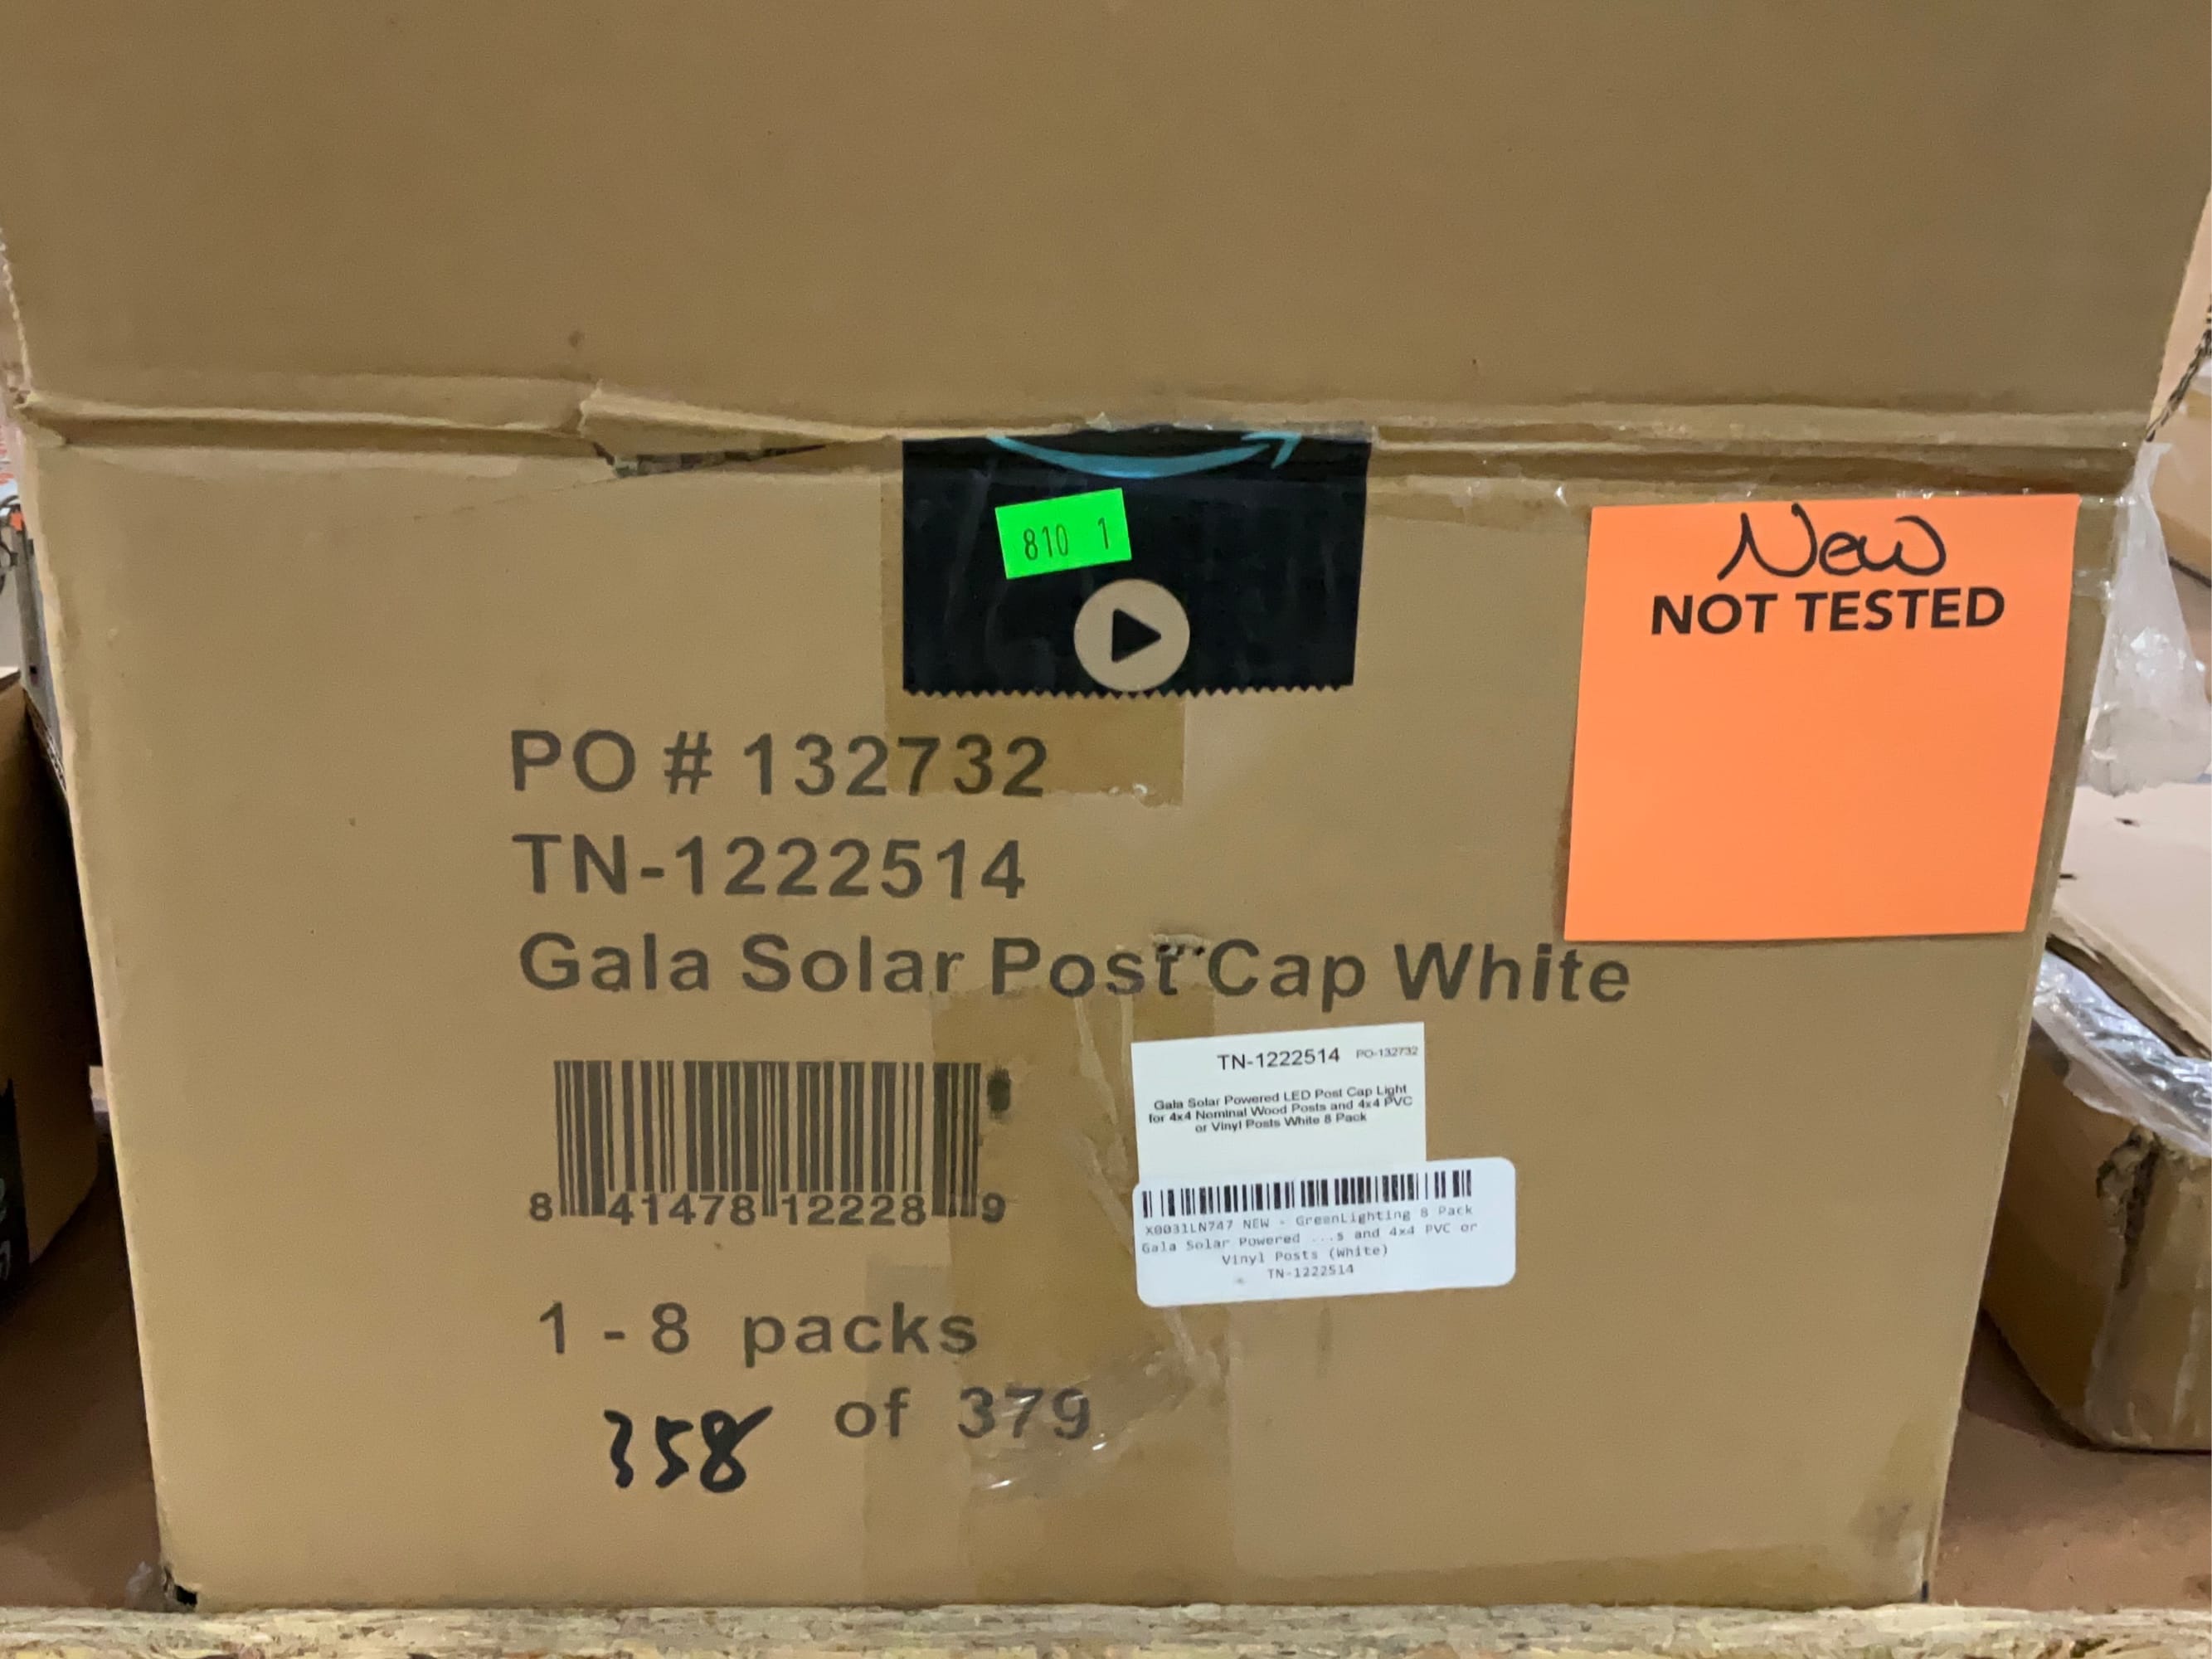 810 1
New
NOT TESTED
PO # 132732
TN-1222514
Gala Solar Post Cap White
TN-1222514 PO-132732
Gala Solar Powered LED Post Cap Light
for 4x4 Nominal Wood Posts and 4x4 PVC
or Vinyl Posts White 8 Pack
8 41478 12228 9
X0031LN747 NEW - GreenLighting 8 Pack
Gala Solar Powered ...s and 4x4 PVC or
Vinyl Posts (White)
TN-1222514
1 - 8 packs
358 of 379